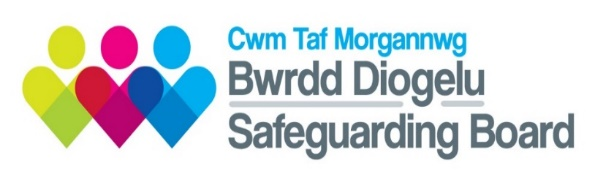 Cwm Taf Morgannwg
Bwrdd Diogelu
Safeguarding Board